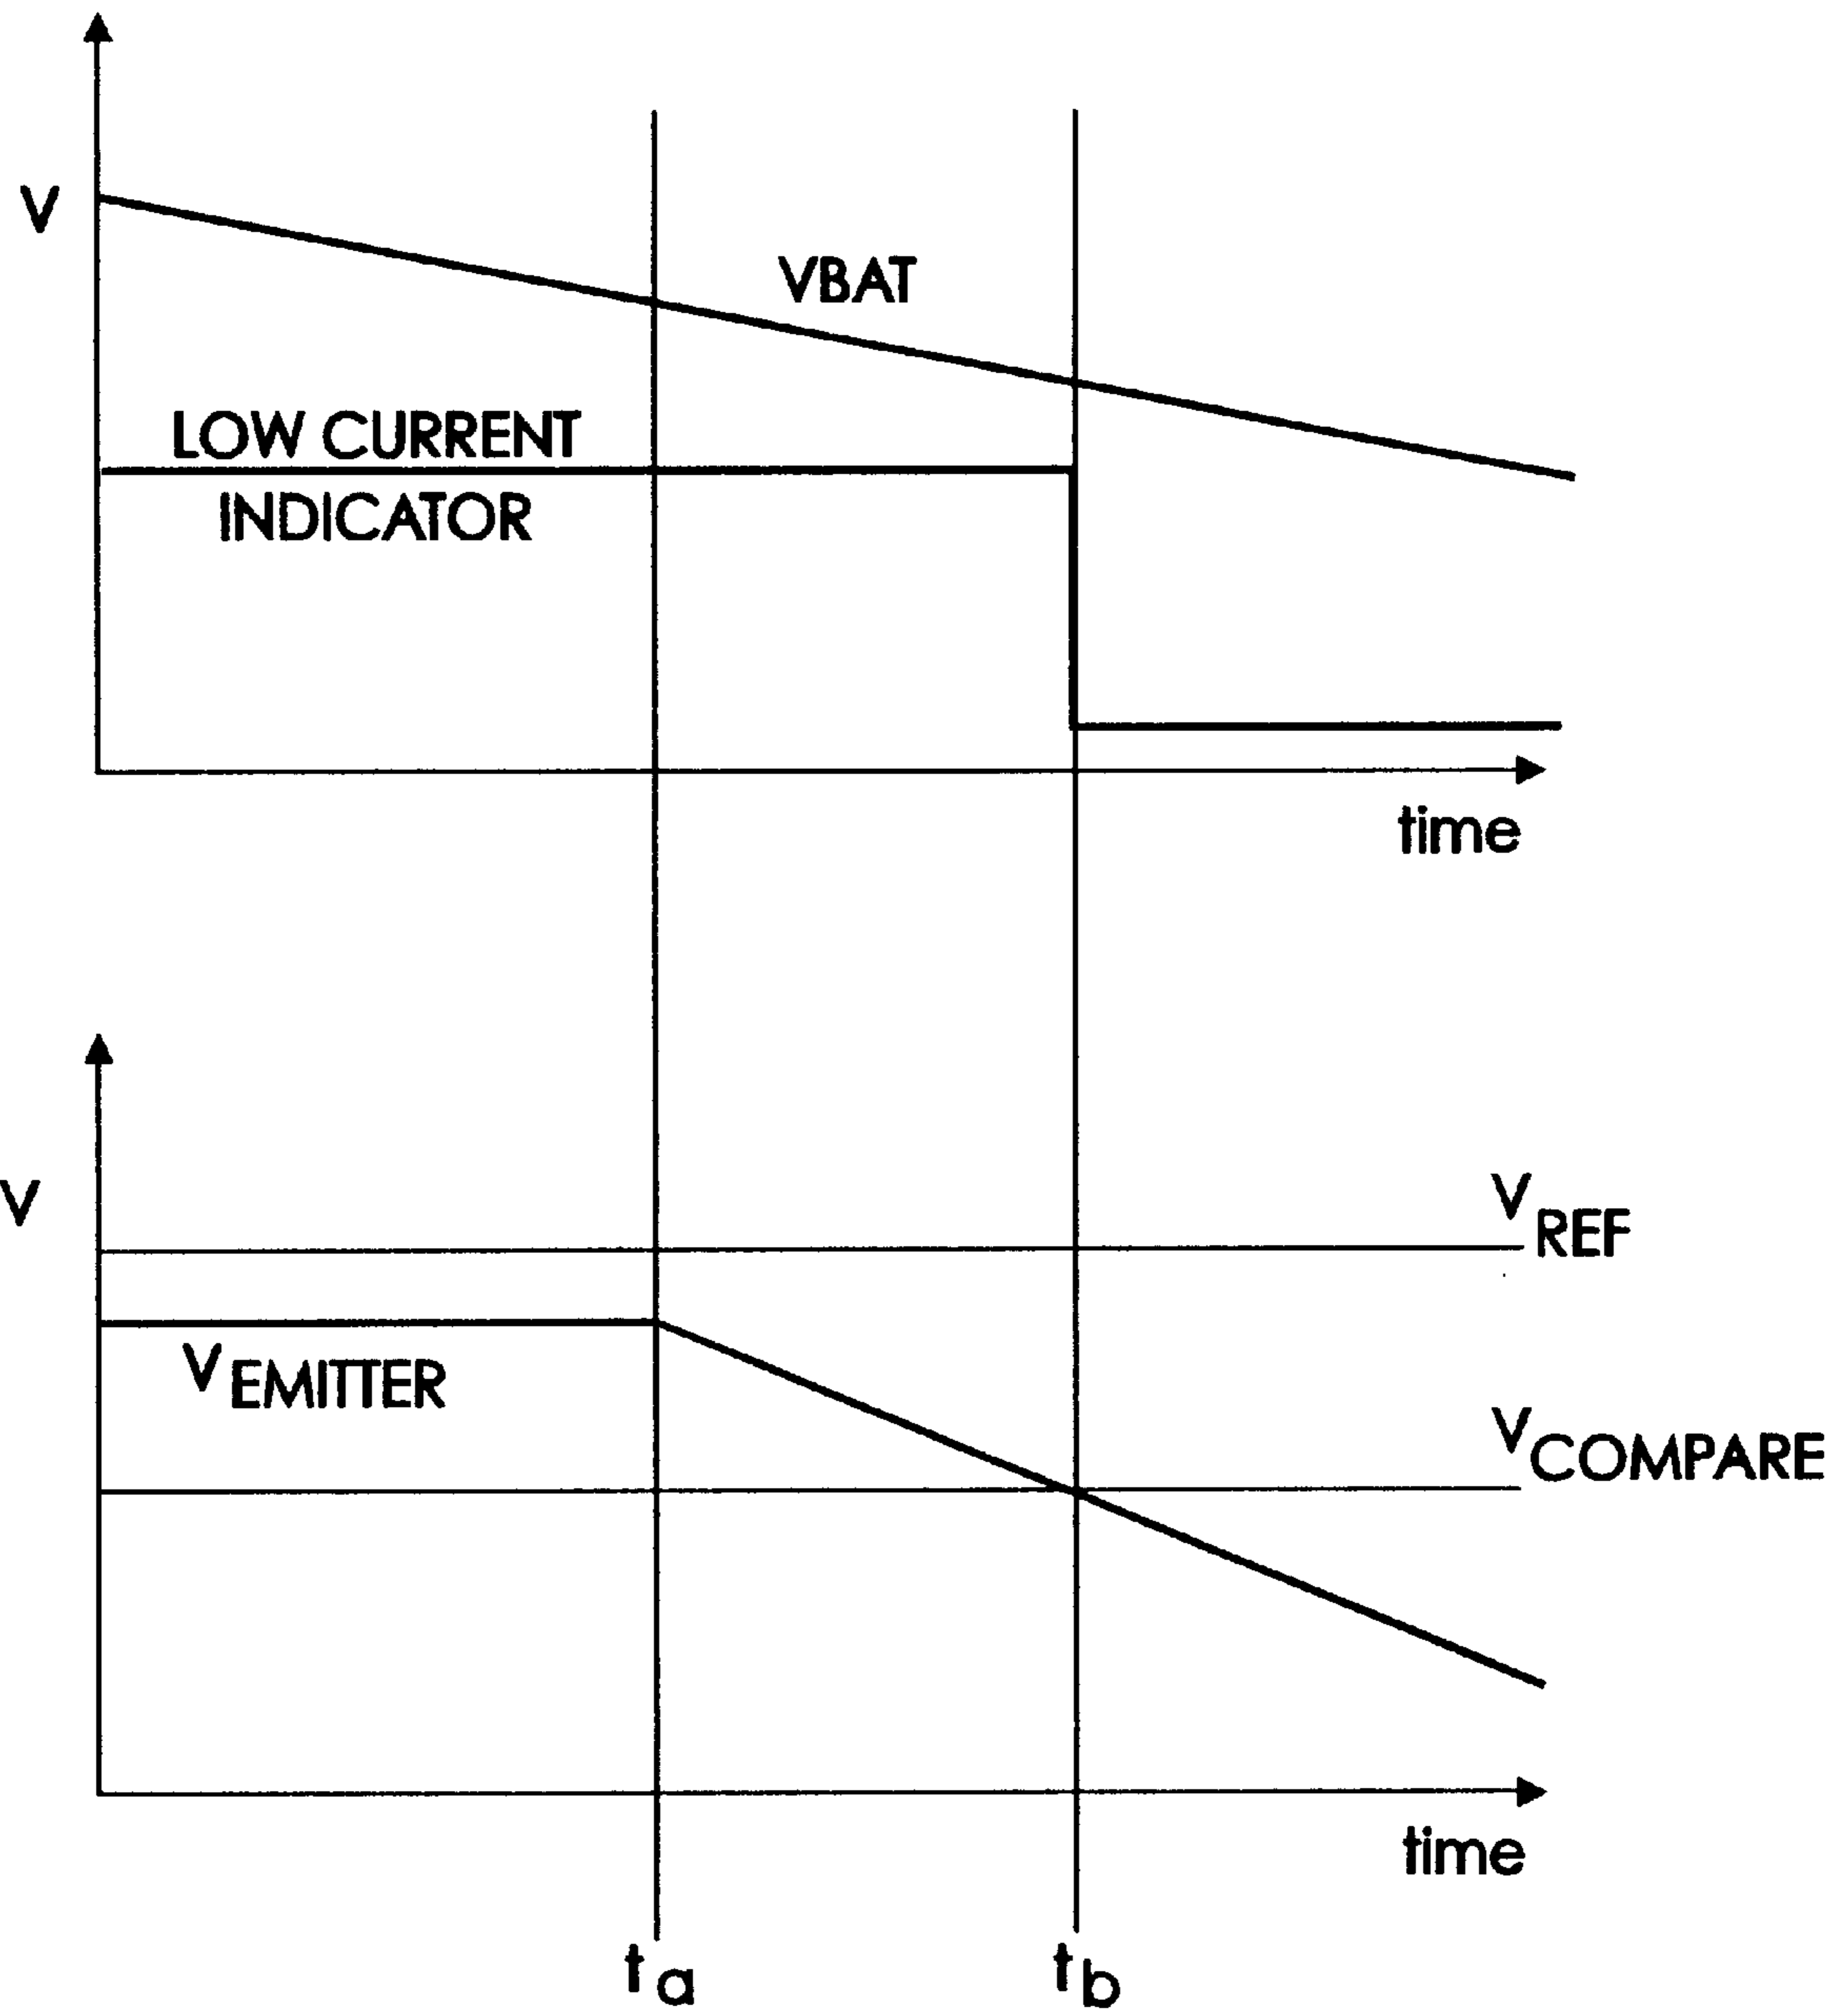 V
VBAT
LOW CURRENT
INDICATOR
time
V
VREF
VEMITTER
VCOMPARE
time
ta
tb